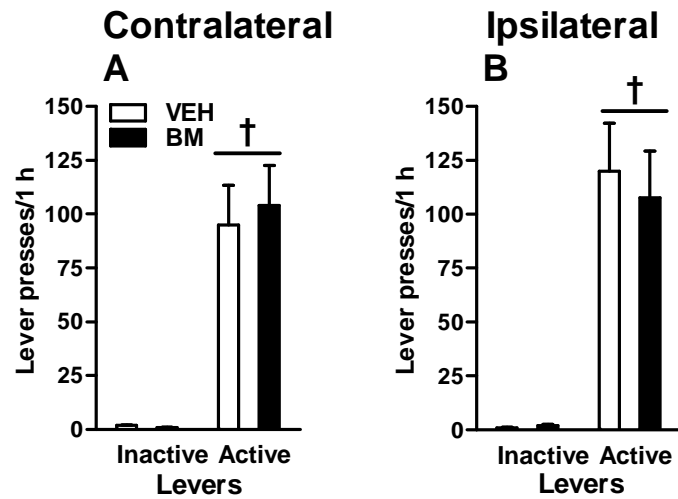 Contralateral
A
Lever presses/1 h
150
125
100
75
50
25
0
VEH
BM
†
Inactive Active
Levers
Ipsilateral
B
Lever presses/1 h
150
125
100
75
50
25
0
†
Inactive Active
Levers